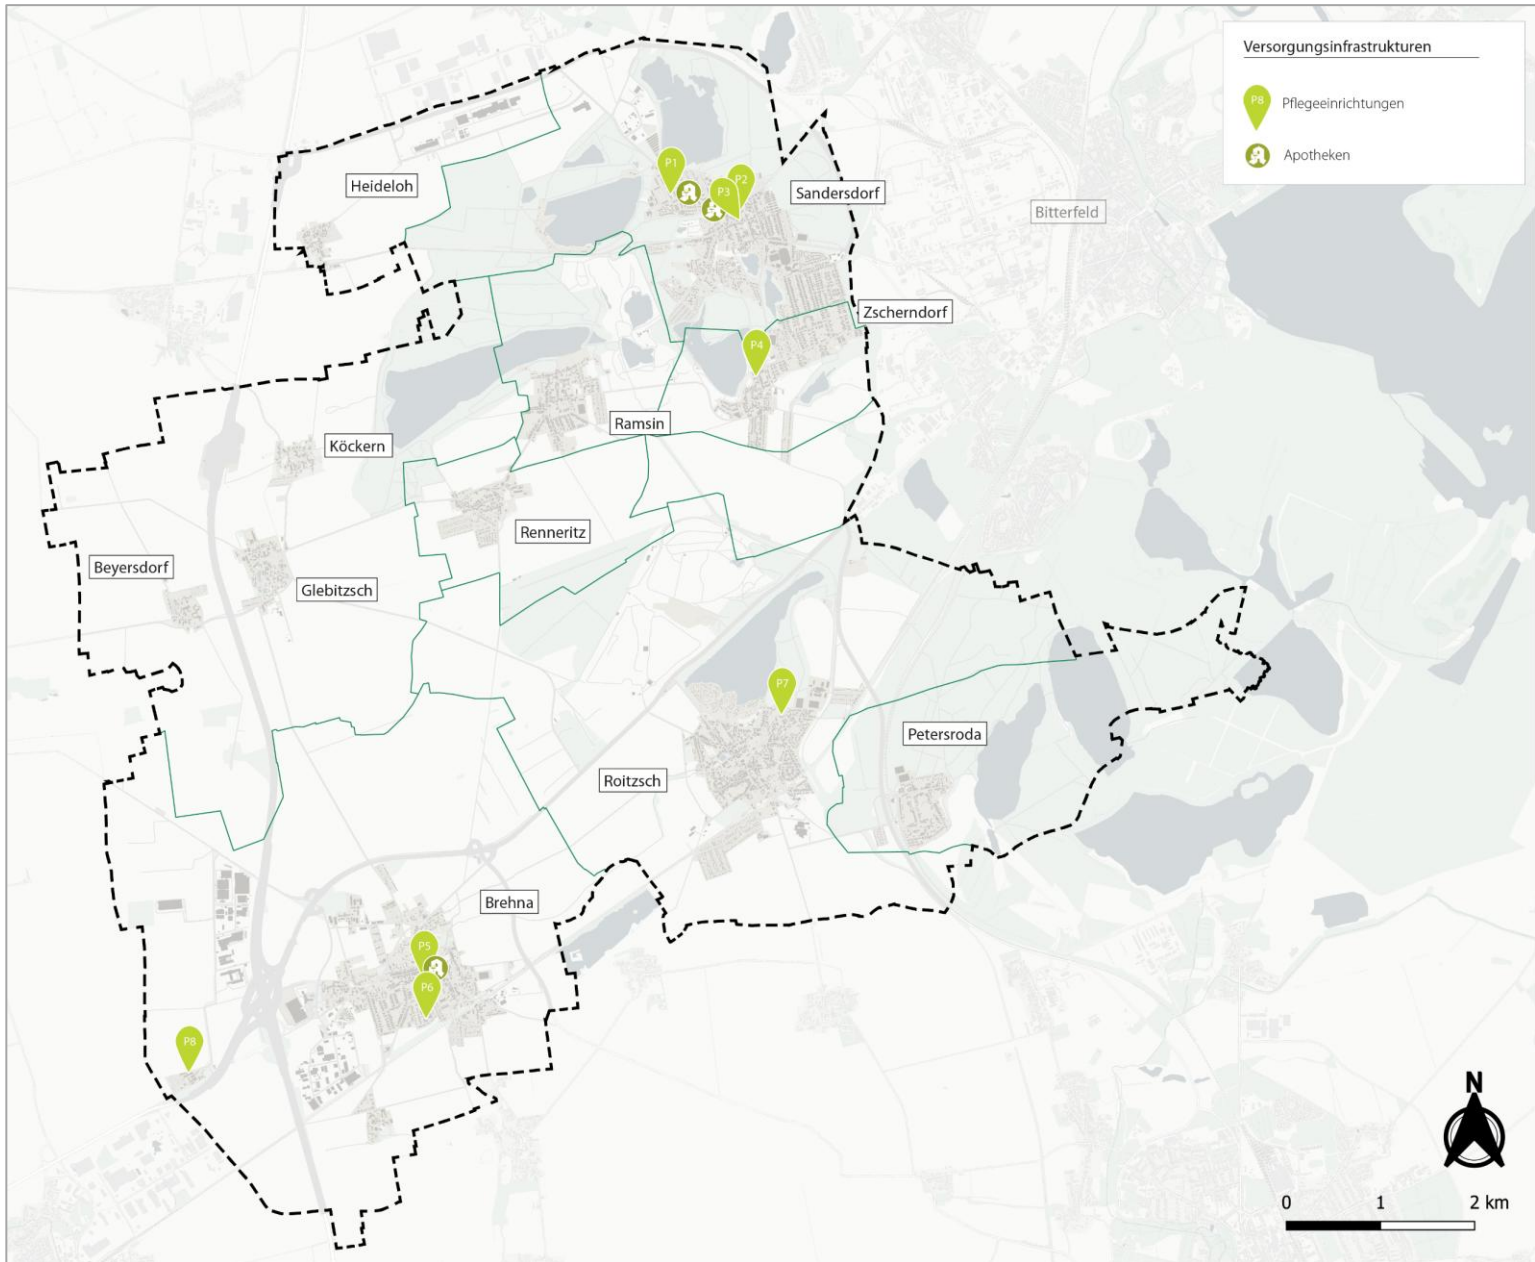 Versorgungsinfrastrukturen
P8 Pflegeeinrichtungen
Apotheken
P1
P2
P3
Heideloh
Sandersdorf
Bitterfeld
Zscherndorf
P4
Ramsin
Köckern
Renneritz
Beyersdorf
Glebitzsch
P7
Petersroda
Roitzsch
Brehna
P5
P6
P8
N
0 1 2 km